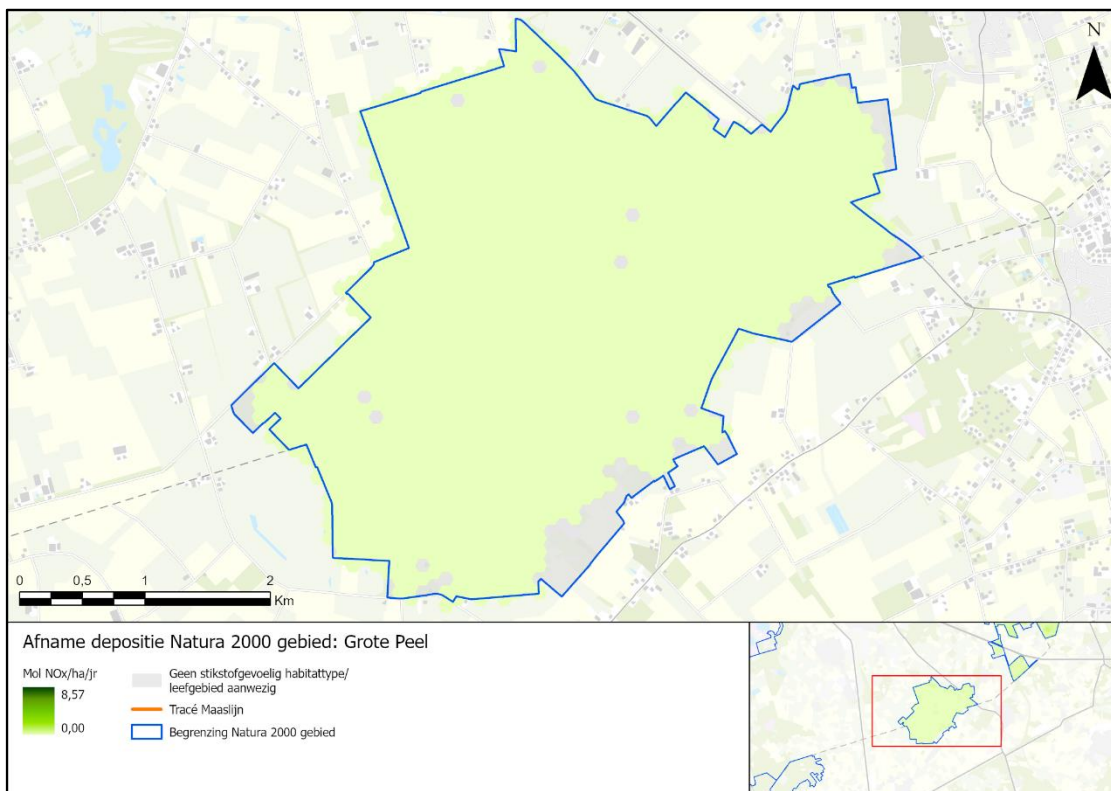 N
0 0,5 1 2
Km
Afname depositie Natura 2000 gebied: Grote Peel
Mol NOx/ha/jr
8,57
0,00
Geen stikstofgevoelig habitattype/
leefgebied aanwezig
Tracé Maaslijn
Begrenzing Natura 2000 gebied